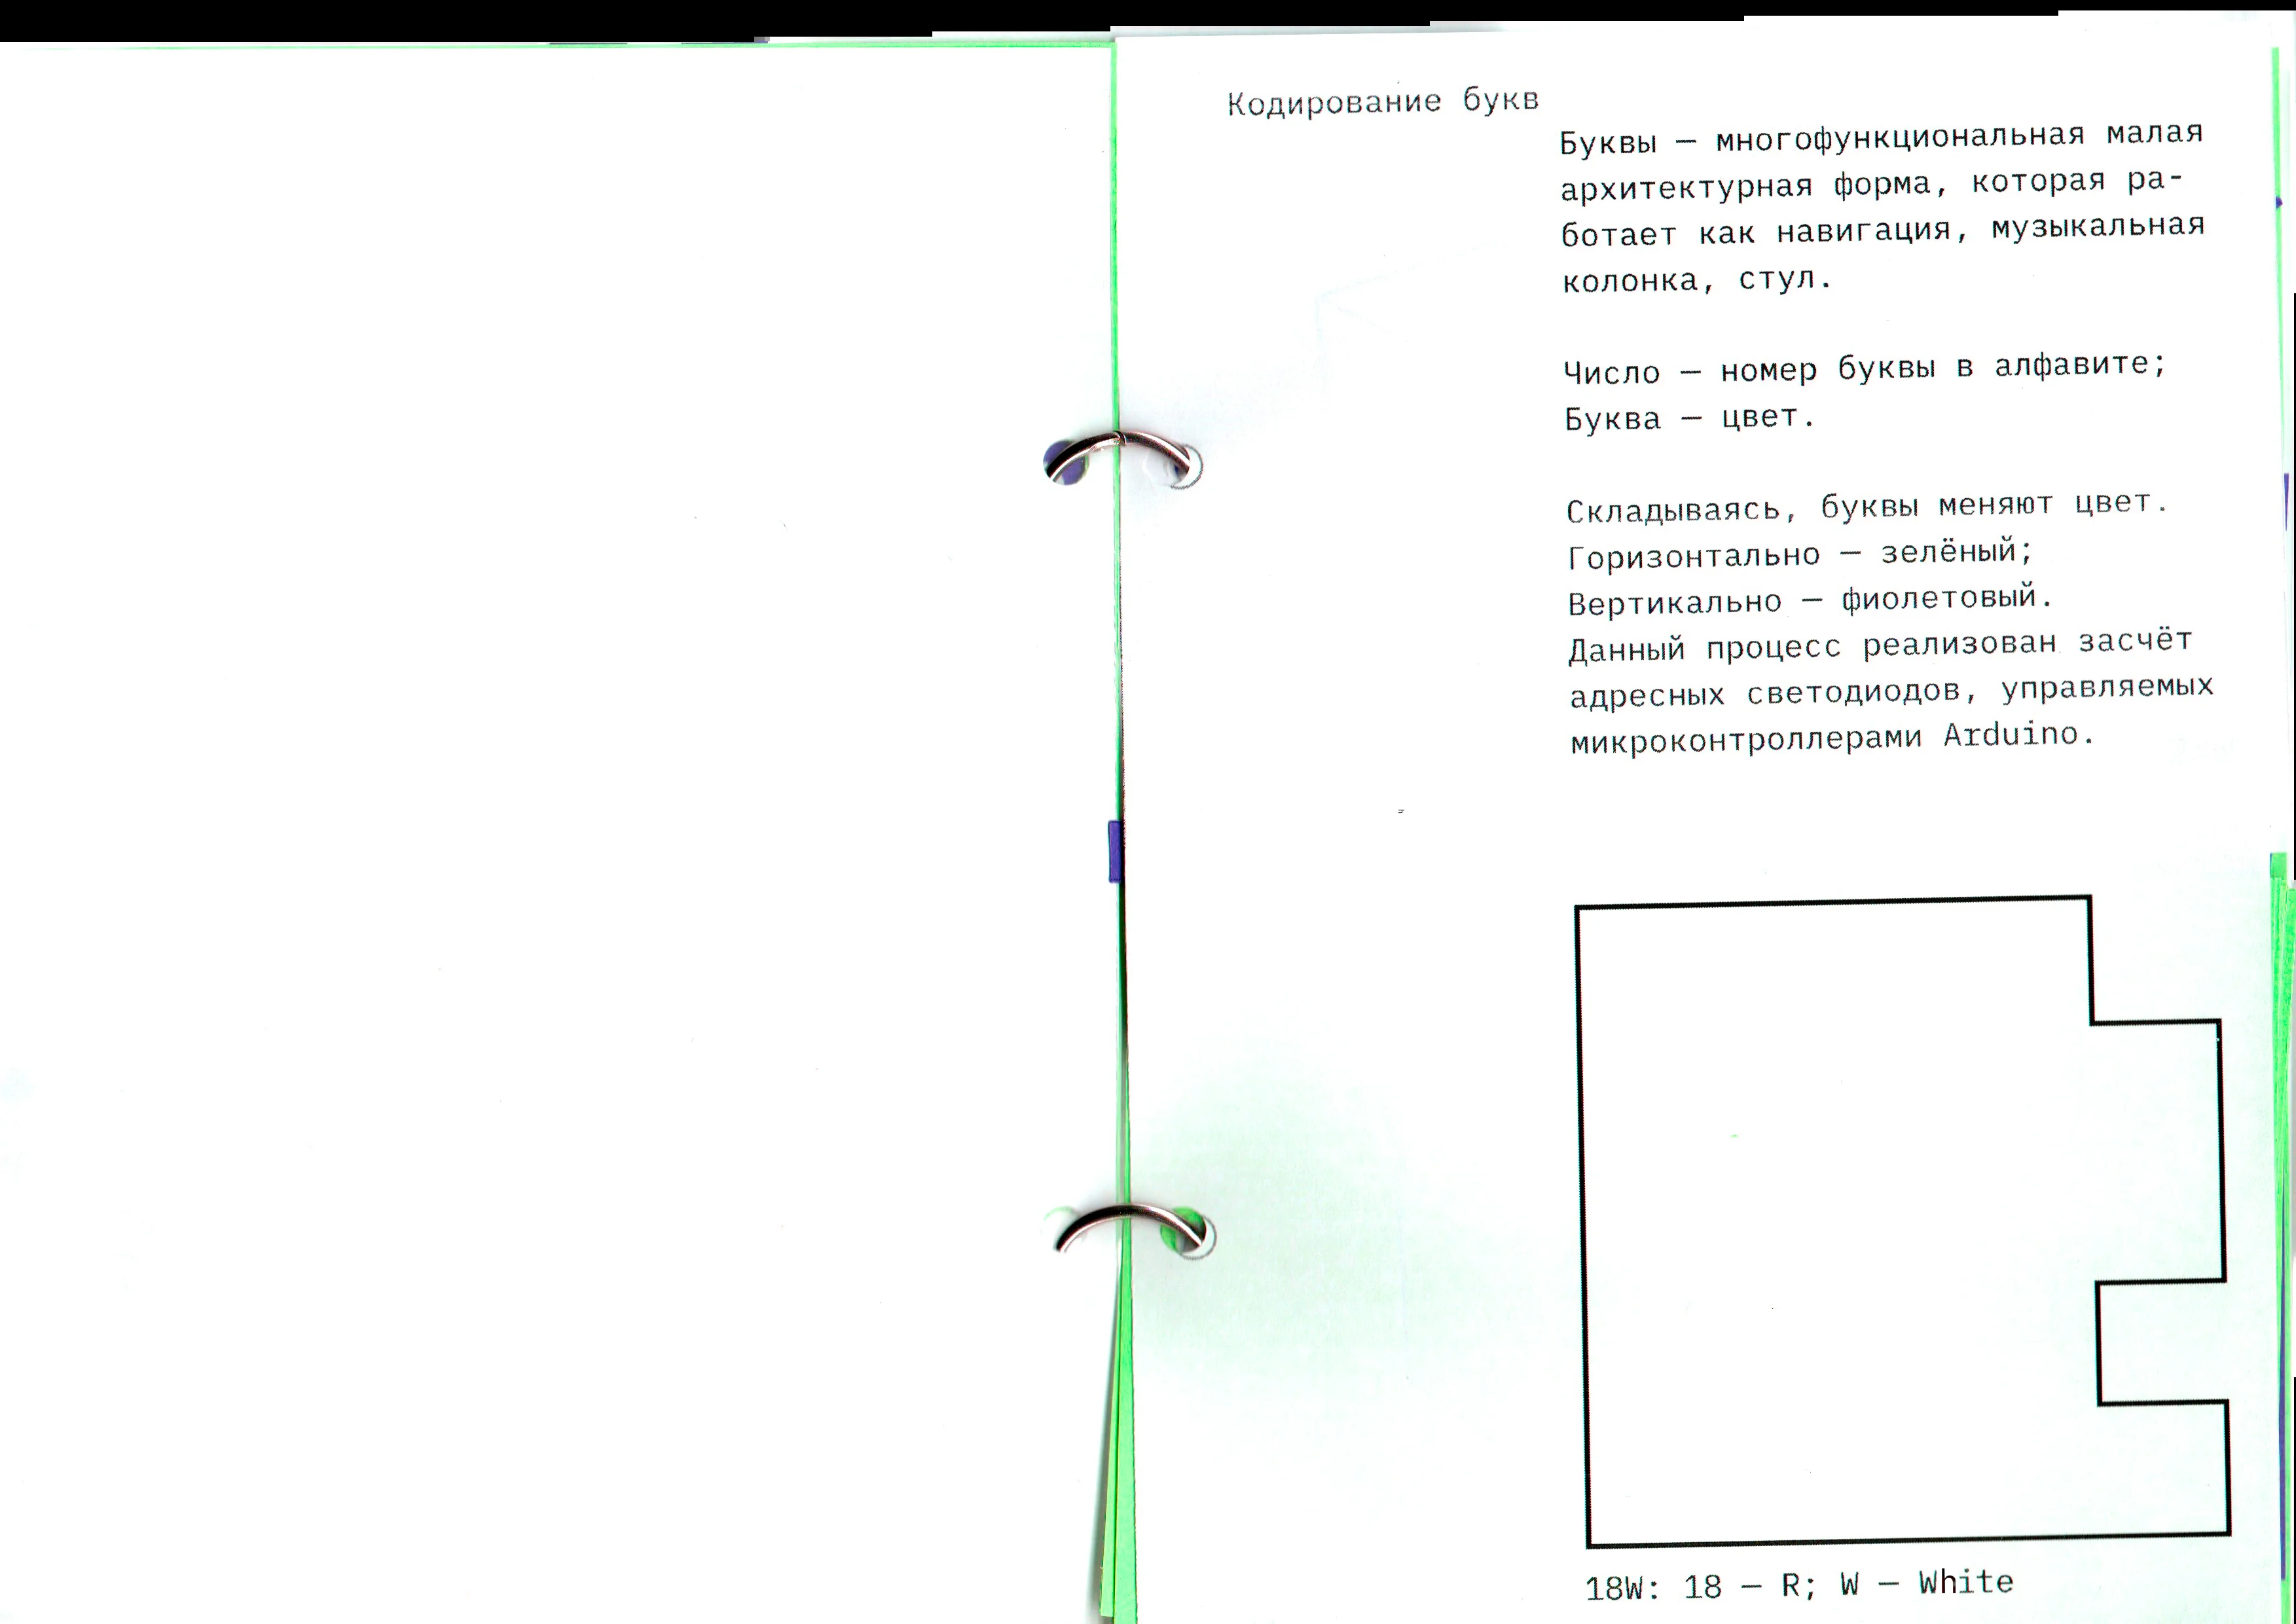 Кодирование букв
Буквы — многофункциональная малая
архитектурная форма, которая ра-
ботает как навигация, музыкальная
колонка, стул.
Число — номер буквы в алфавите;
Буква — цвет.
Складываясь, буквы меняют цвет.
Горизонтально — зелёный;
Вертикально — фиолетовый.
Данный процесс реализован засчёт
адресных светодиодов, управляемых
микроконтроллерами Arduino.
18W: 18 — R; W — White